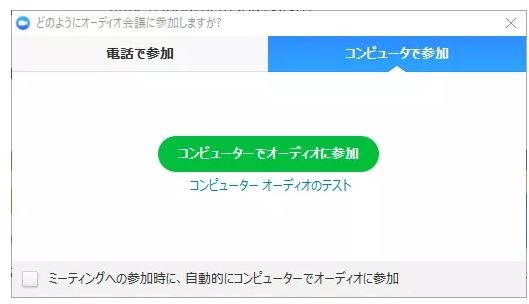 どのようにオーディオ会議に参加しますか?
電話で参加
コンピュータで参加
コンピューターでオーディオに参加
コンピューター オーディオのテスト
ミーティングへの参加時に、自動的にコンピューターでオーディオに参加